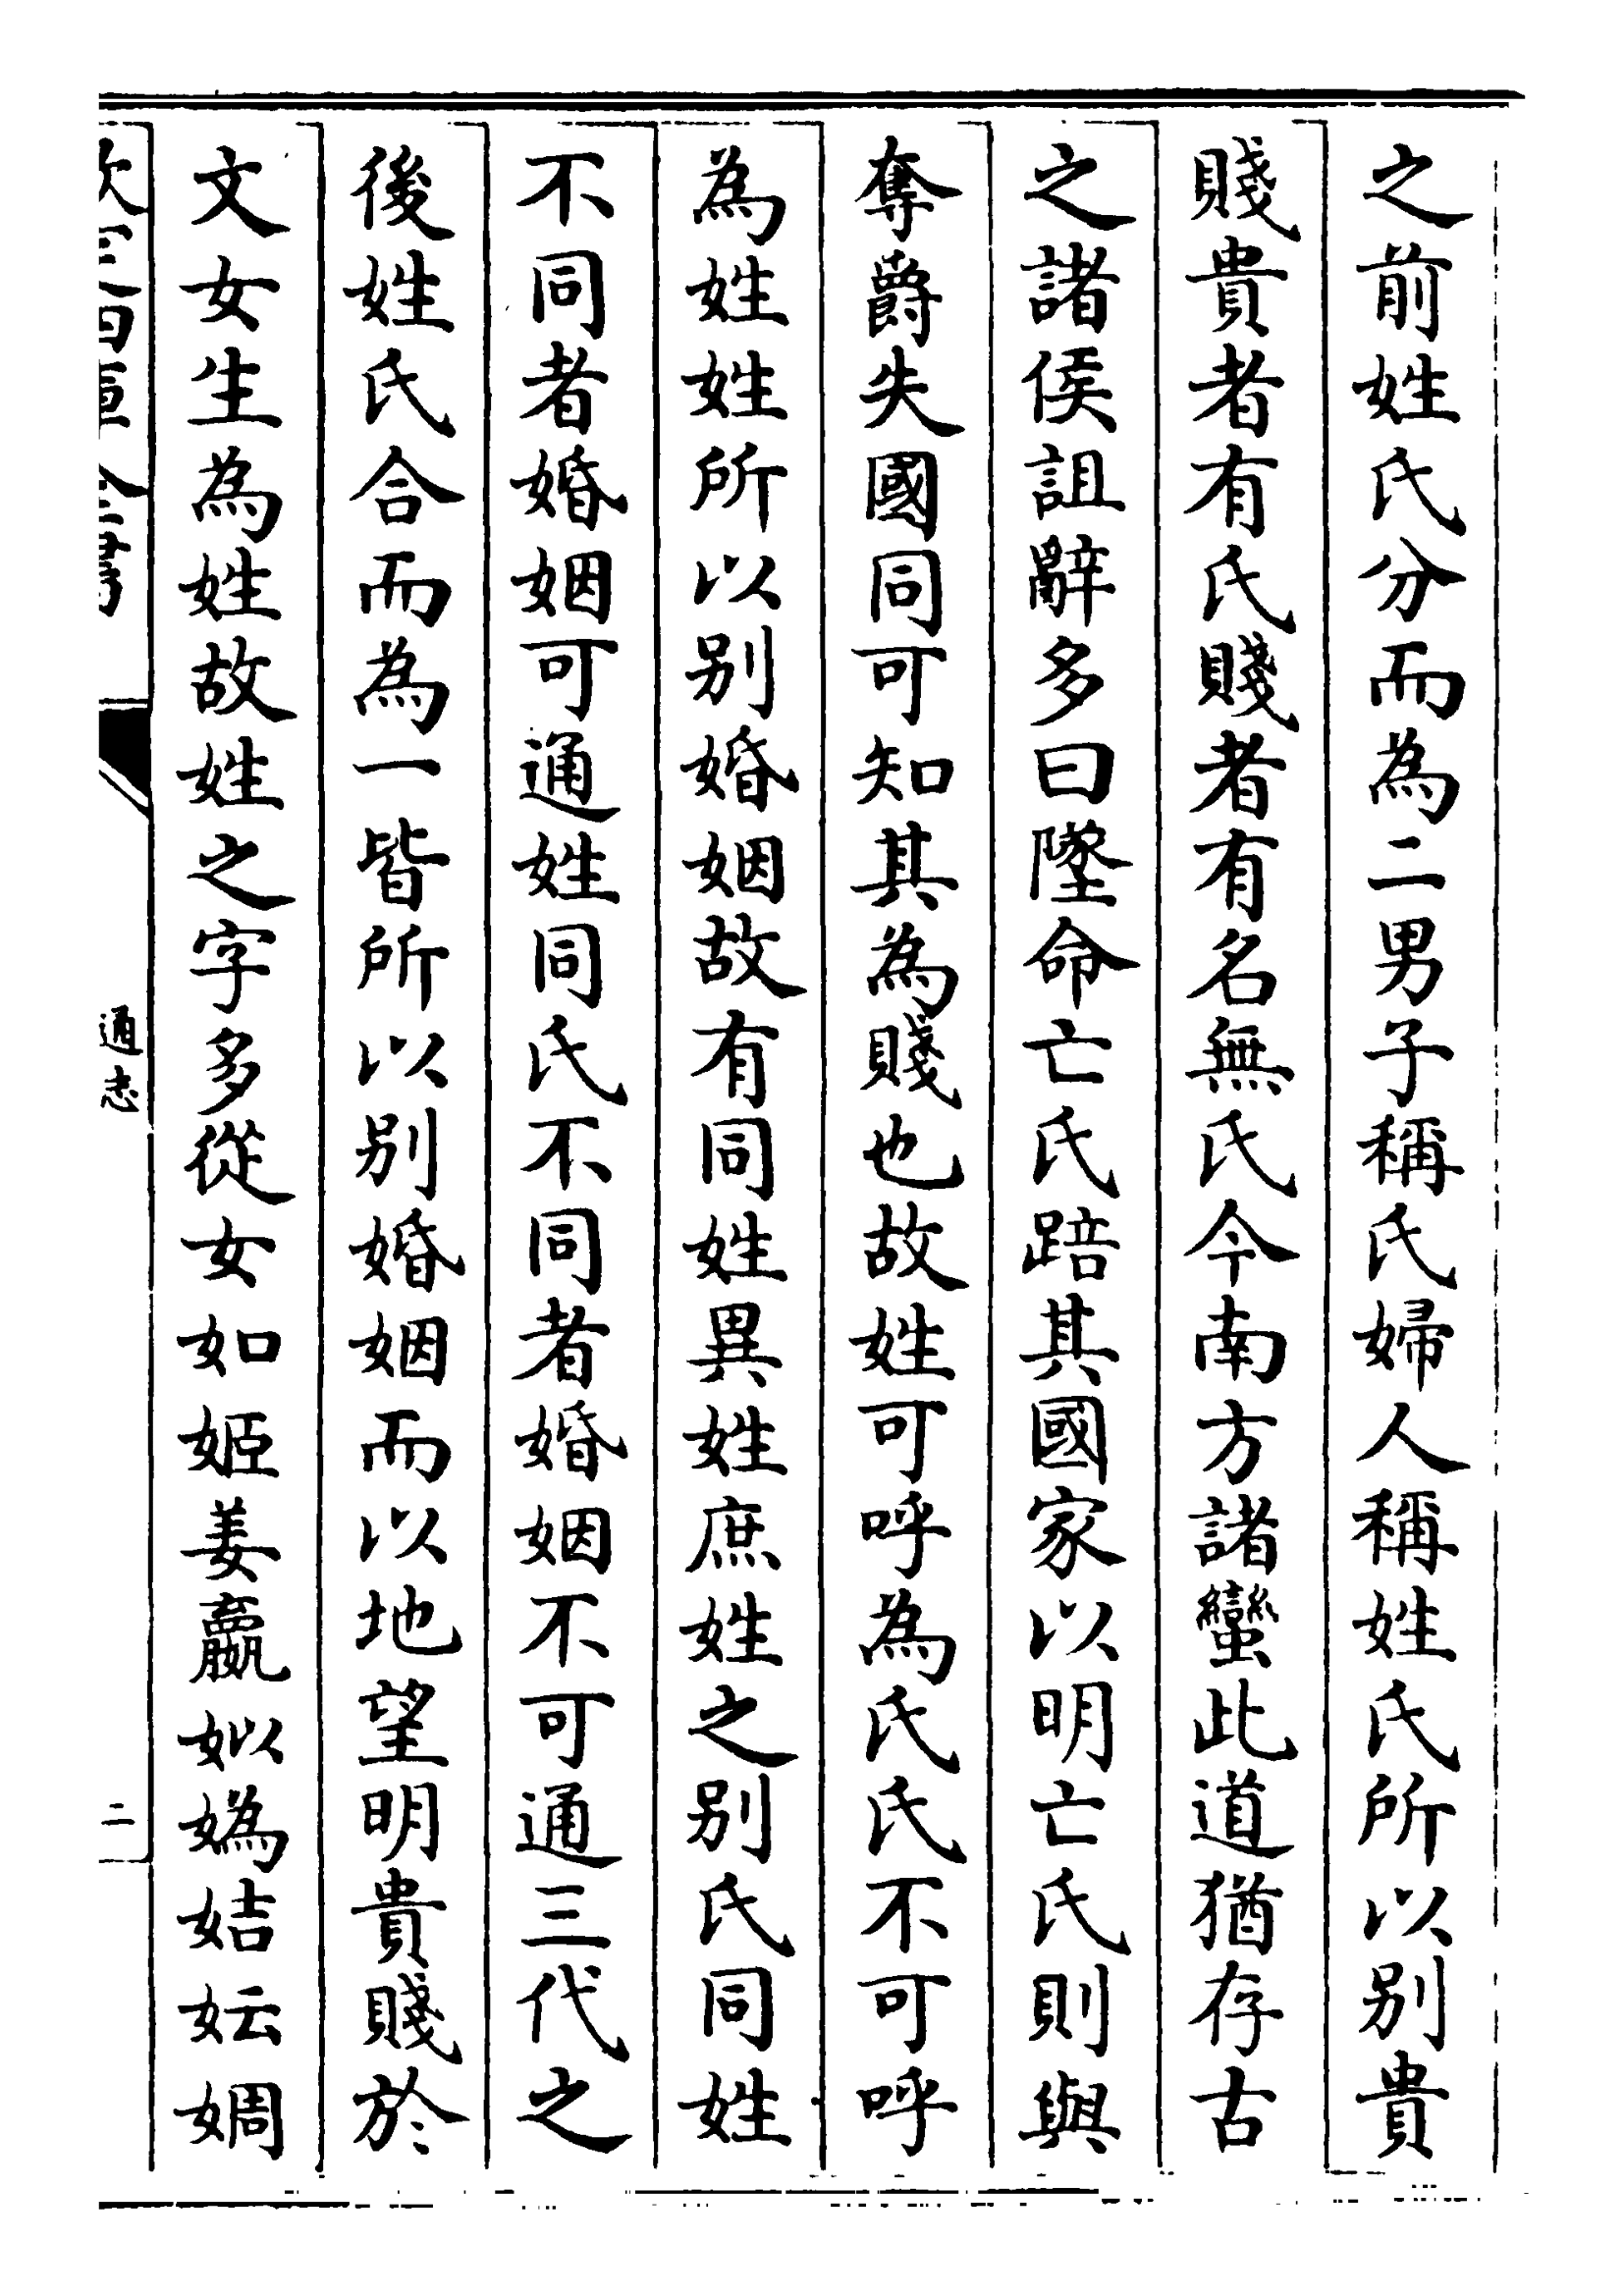 之前姓氏分而為二男子稱氏婦人稱姓氏所以别貴
賤貴者有氏賤者有名無氏今南方諸蠻此道猶存古
之諸侯詛辭多曰墜命亡氏踣其國家以明亡氏則與
奪爵失國同可知其為賤也故姓可呼為氏氏不可呼
為姓姓所以别婚姻故有同姓異姓庶姓之别氏同姓
不同者婚姻可通姓同氏不同者婚姻不可通三代之
後姓氏合而為一皆所以别婚姻而以地望明貴賤於
文女生為姓故姓之字多從女如姬姜嬴姒媯姞妘婤
欽定四庫全書
通志
二